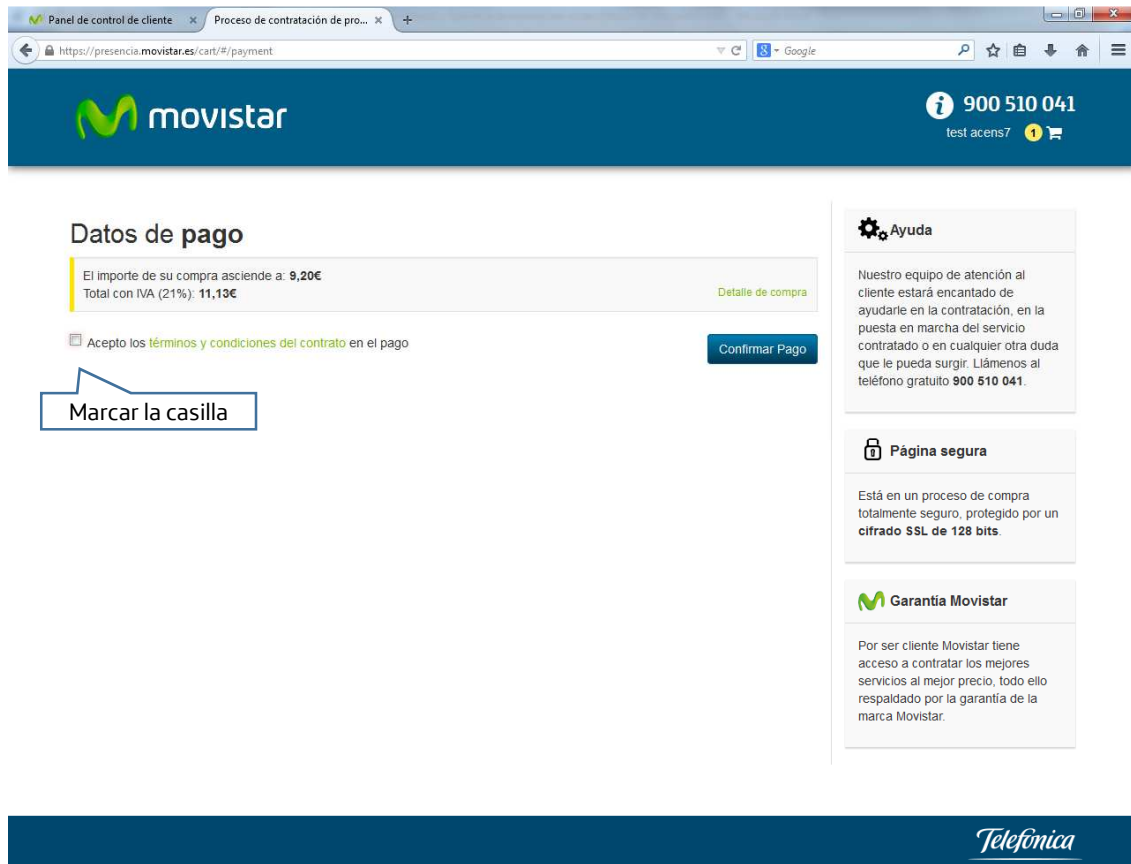 Panel de control de cliente
Proceso de contratación de pro...
https://presencia.movistar.es/cart/#/payment
Google
movistar
900 510 041
test acens7 1
Datos de pago
El importe de su compra asciende a: 9,20€
Total con IVA (21%): 11,13€
Detalle de compra
Acepto los términos y condiciones del contrato en el pago
Confirmar Pago
Marcar la casilla
Ayuda
Nuestro equipo de atención al
cliente estará encantado de
ayudarle en la contratación, en la
puesta en marcha del servicio
contratado o en cualquier otra duda
que le pueda surgir. Llámenos al
teléfono gratuito 900 510 041.
Página segura
Está en un proceso de compra
totalmente seguro, protegido por un
cifrado SSL de 128 bits.
Garantía Movistar
Por ser cliente Movistar tiene
acceso a contratar los mejores
servicios al mejor precio, todo ello
respaldado por la garantía de la
marca Movistar.
Telefónica